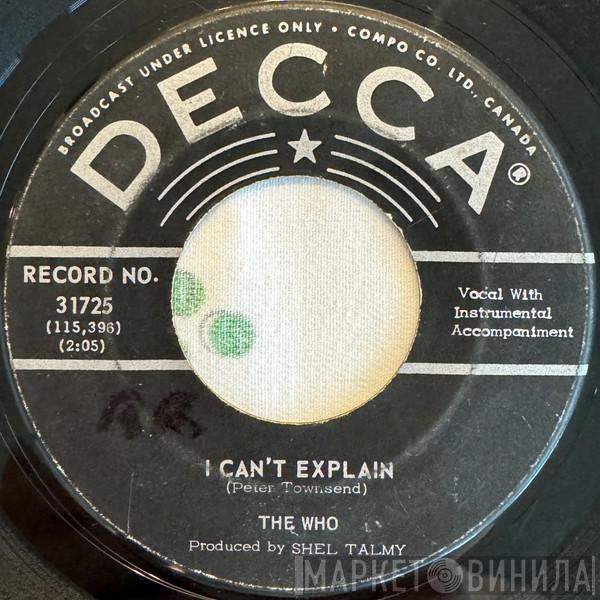 BROADCAST UNDER LICENCE ONLY • COMPO CO. LTD., CANADA
DECCA®
RECORD NO.
31725
(115,396)
(2:05)
Vocal With
Instrumental
Accompaniment
I CAN'T EXPLAIN
(Peter Townsend)
THE WHO
Produced by SHEL TALMY
МАРКЕТ ВИНИЛА